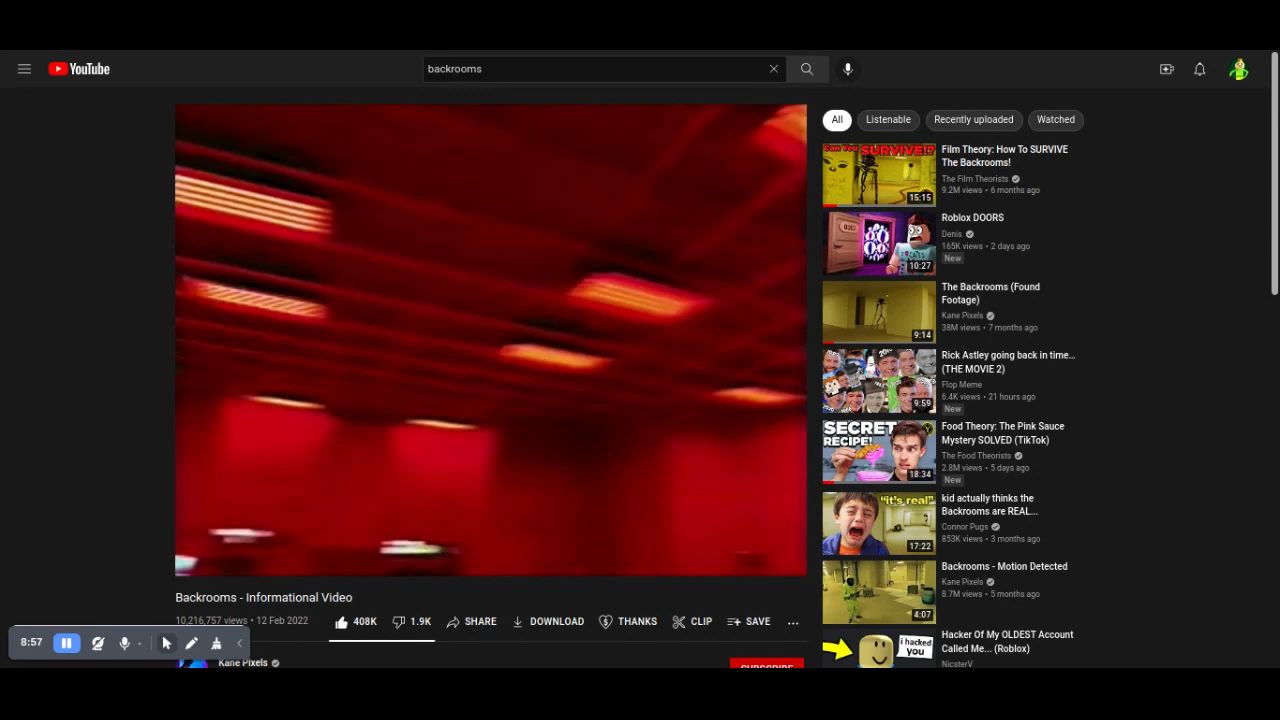 YouTube
backrooms
All
Listenable
Recently uploaded
Watched
Can You SURVIVE!?
15:15
Film Theory: How To SURVIVE
The Backrooms!
The Film Theorists
9.2M views • 6 months ago
10:27
Roblox DOORS
Denis
165K views • 2 days ago
New
9:14
The Backrooms (Found
Footage)
Kane Pixels
38M views • 7 months ago
9:59
Rick Astley going back in time…
(THE MOVIE 2)
Flop Meme
6.4K views • 21 hours ago
New
SECRET
RECIPE!
18:34
Food Theory: The Pink Sauce
Mystery SOLVED (TikTok)
The Food Theorists
2.8M views • 5 days ago
New
"it's real"
17:22
kid actually thinks the
Backrooms are REAL...
Connor Pugs
853K views • 3 months ago
4:07
Backrooms - Motion Detected
Kane Pixels
8.7M views • 5 months ago
i hacked
you
Hacker Of My OLDEST Account
Called Me... (Roblox)
NicsterV
Backrooms - Informational Video
10,216,757 views • 12 Feb 2022
408K
1.9K
SHARE
DOWNLOAD
THANKS
CLIP
SAVE
8:57
Kane Pixels
SUBSCRIBE